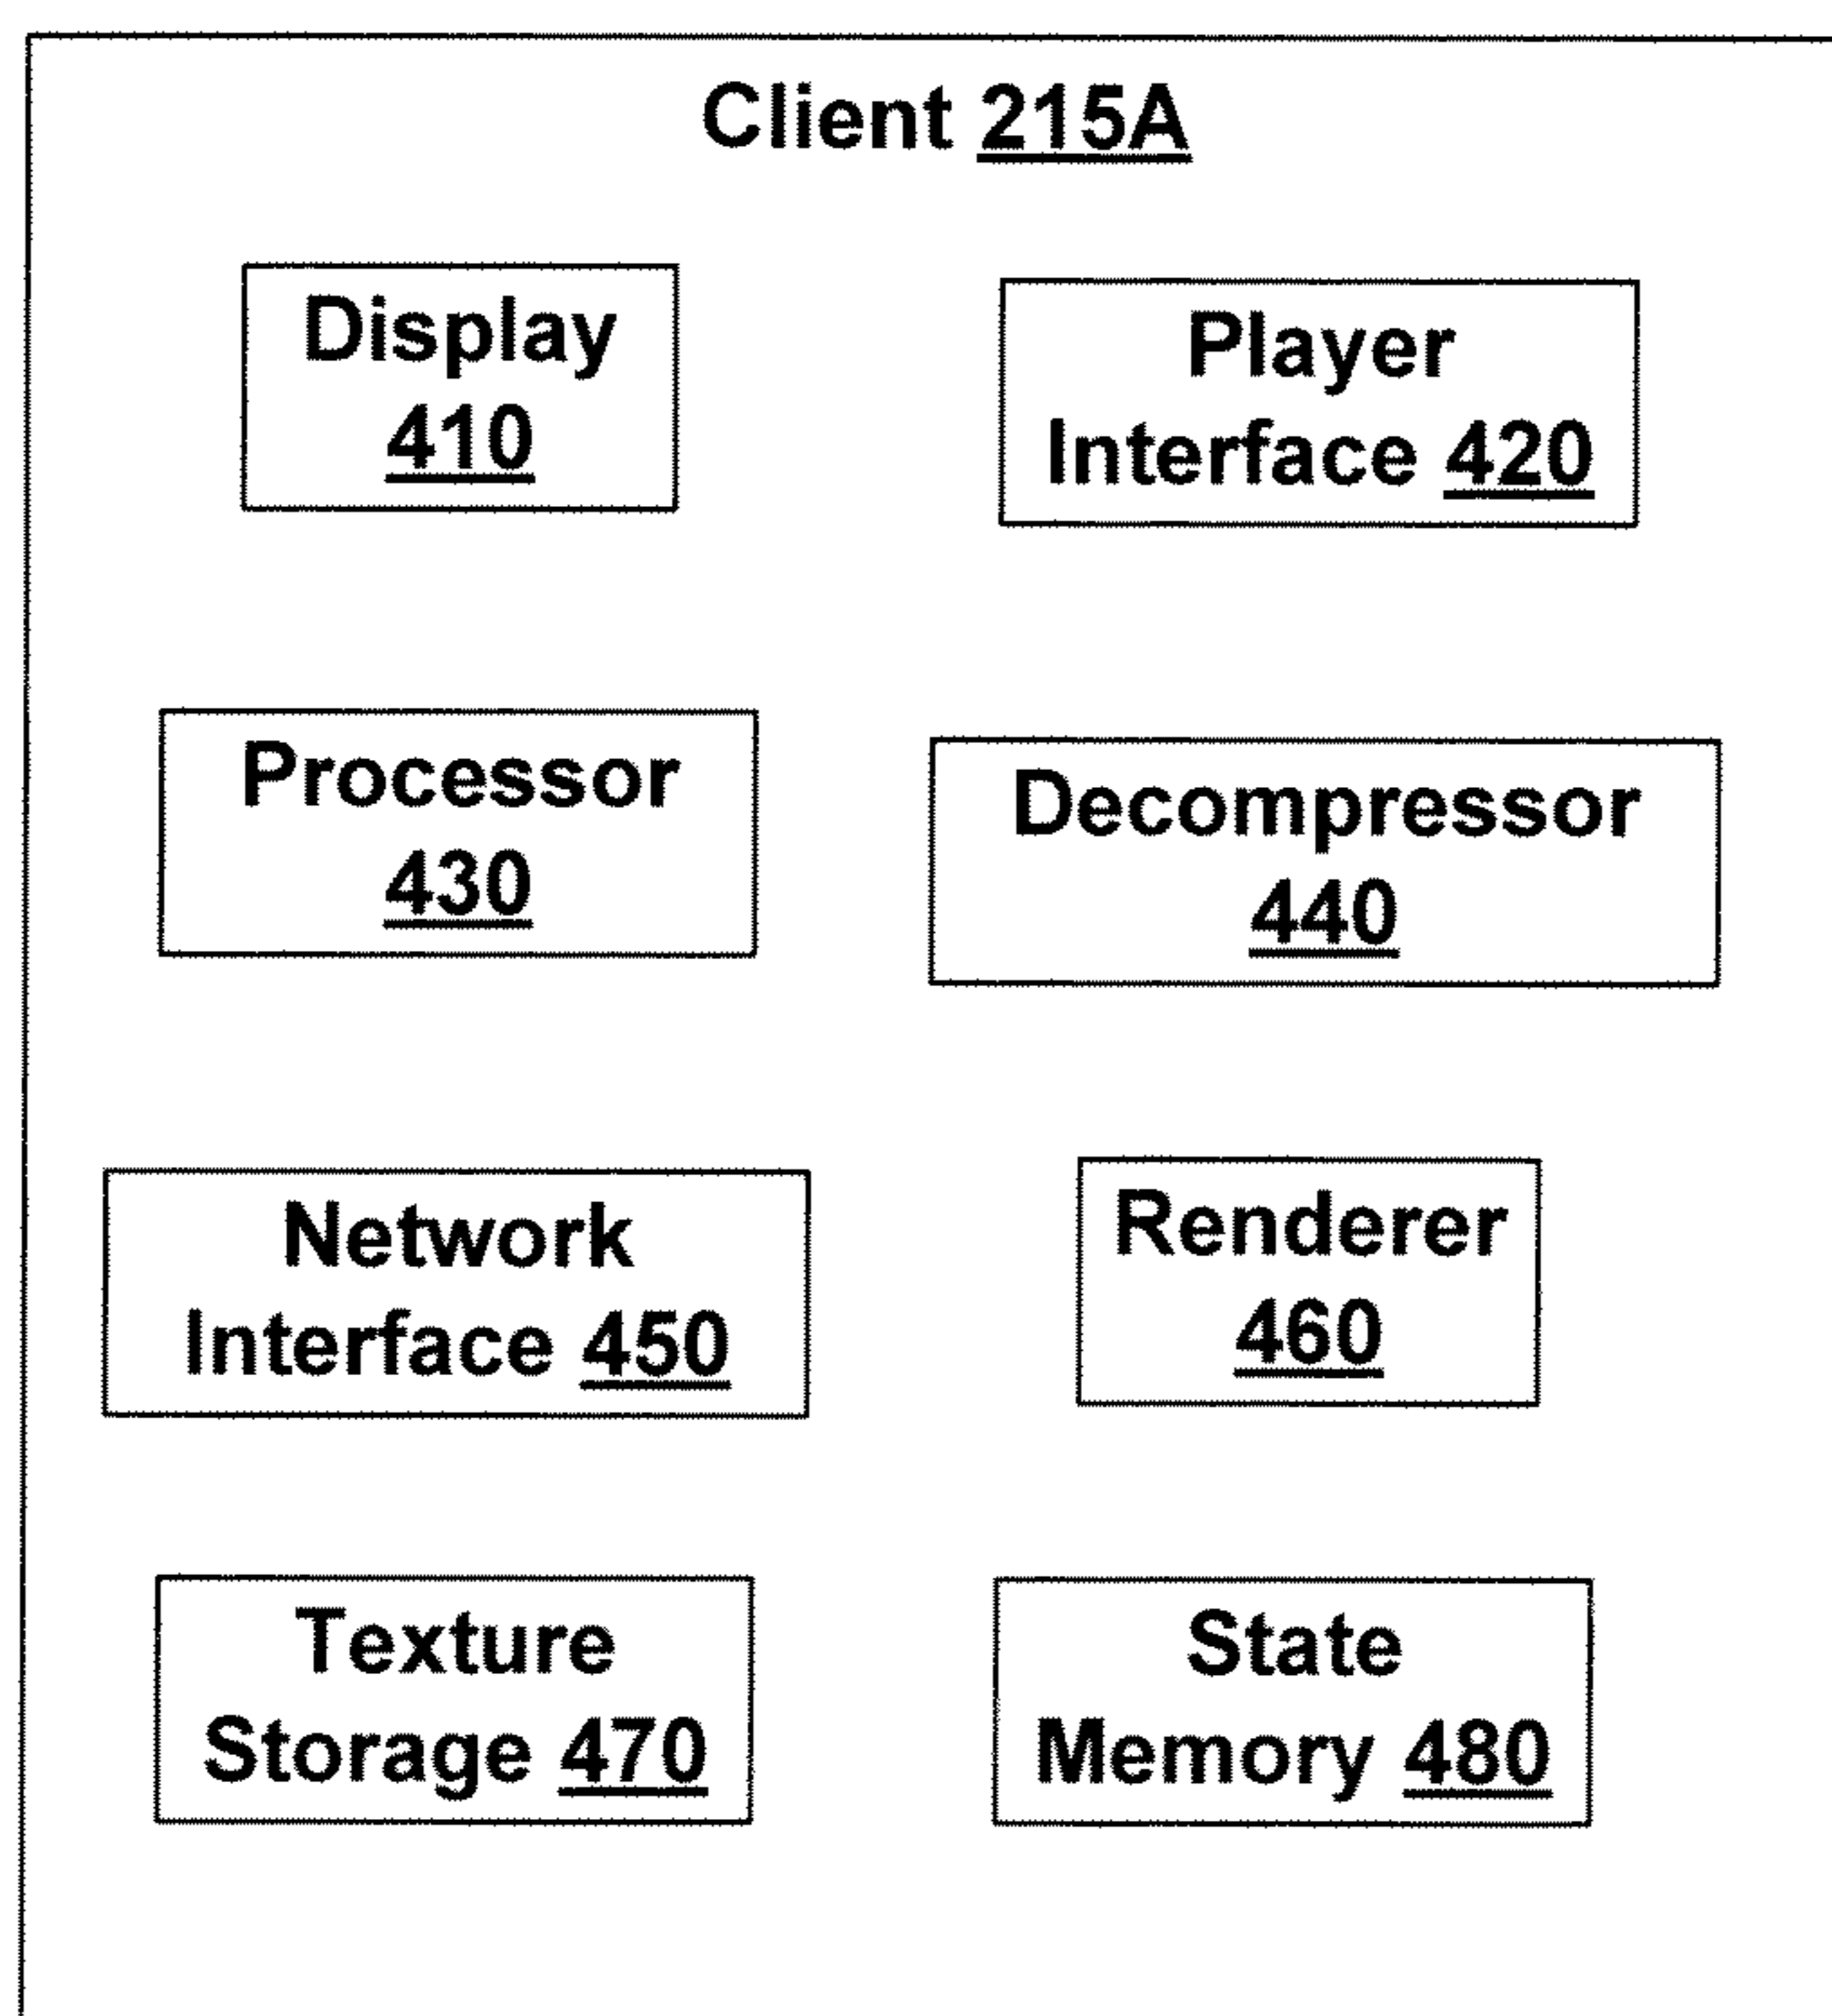 Client 215A
Display
410
Player
Interface 420
Processor
430
Decompressor
440
Network
Interface 450
Renderer
460
Texture
Storage 470
State
Memory 480